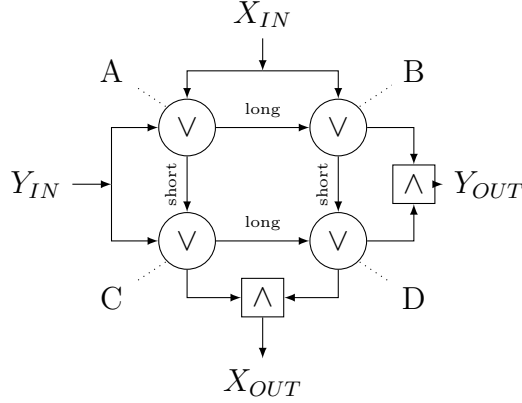 X_IN
A
B
long
∨
∨
Y_IN
short
short
∧
Y_OUT
long
∨
∨
C
∧
D
X_OUT